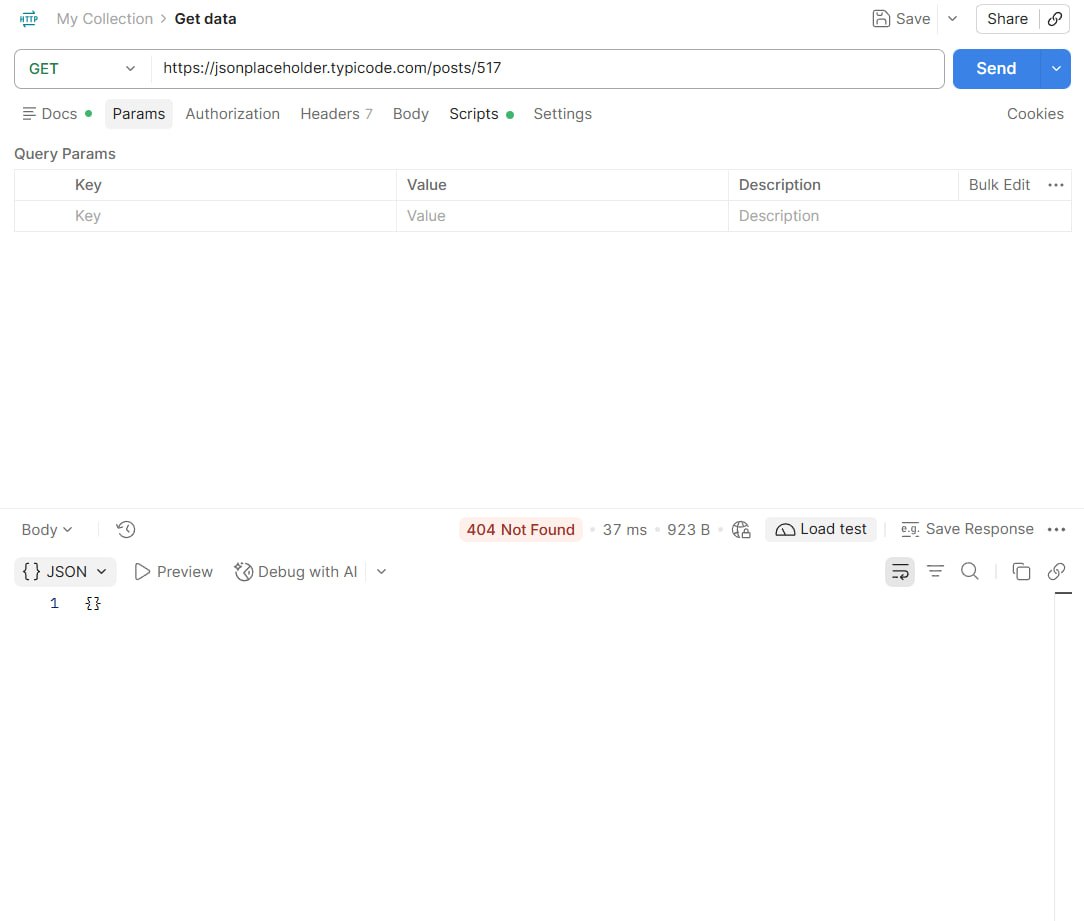 HTTP My Collection > Get data Save Share
GET https://jsonplaceholder.typicode.com/posts/517 Send
Docs Params Authorization Headers 7 Body Scripts Settings Cookies
Query Params
Key Value Description Bulk Edit ...
Key Value Description
Body 404 Not Found • 37 ms • 923 B • Load test e.g. Save Response ...
{} JSON Preview Debug with AI
1 {}